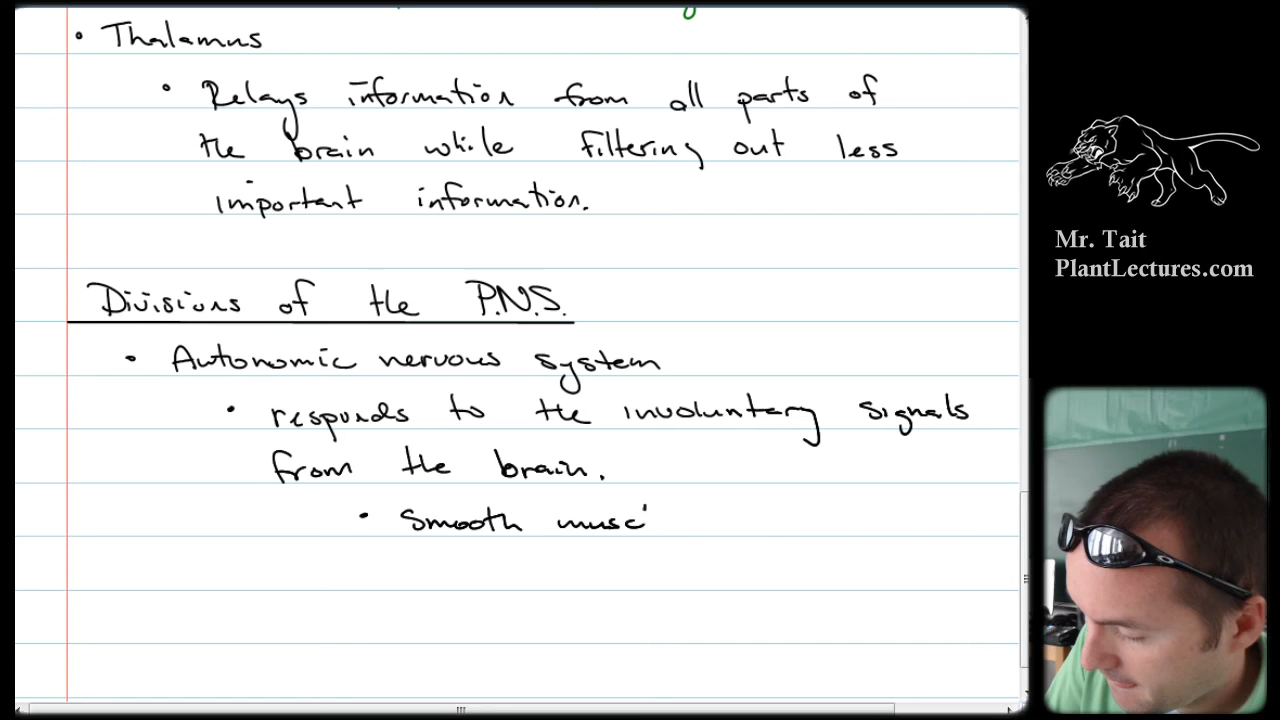 • Thalamus
• Relays information from all parts of
the brain while filtering out less
important information.
Divisions of the P.N.S.
• Autonomic nervous system
• responds to the involuntary signals
from the brain.
• Smooth musc
Mr. Tait
PlantLectures.com